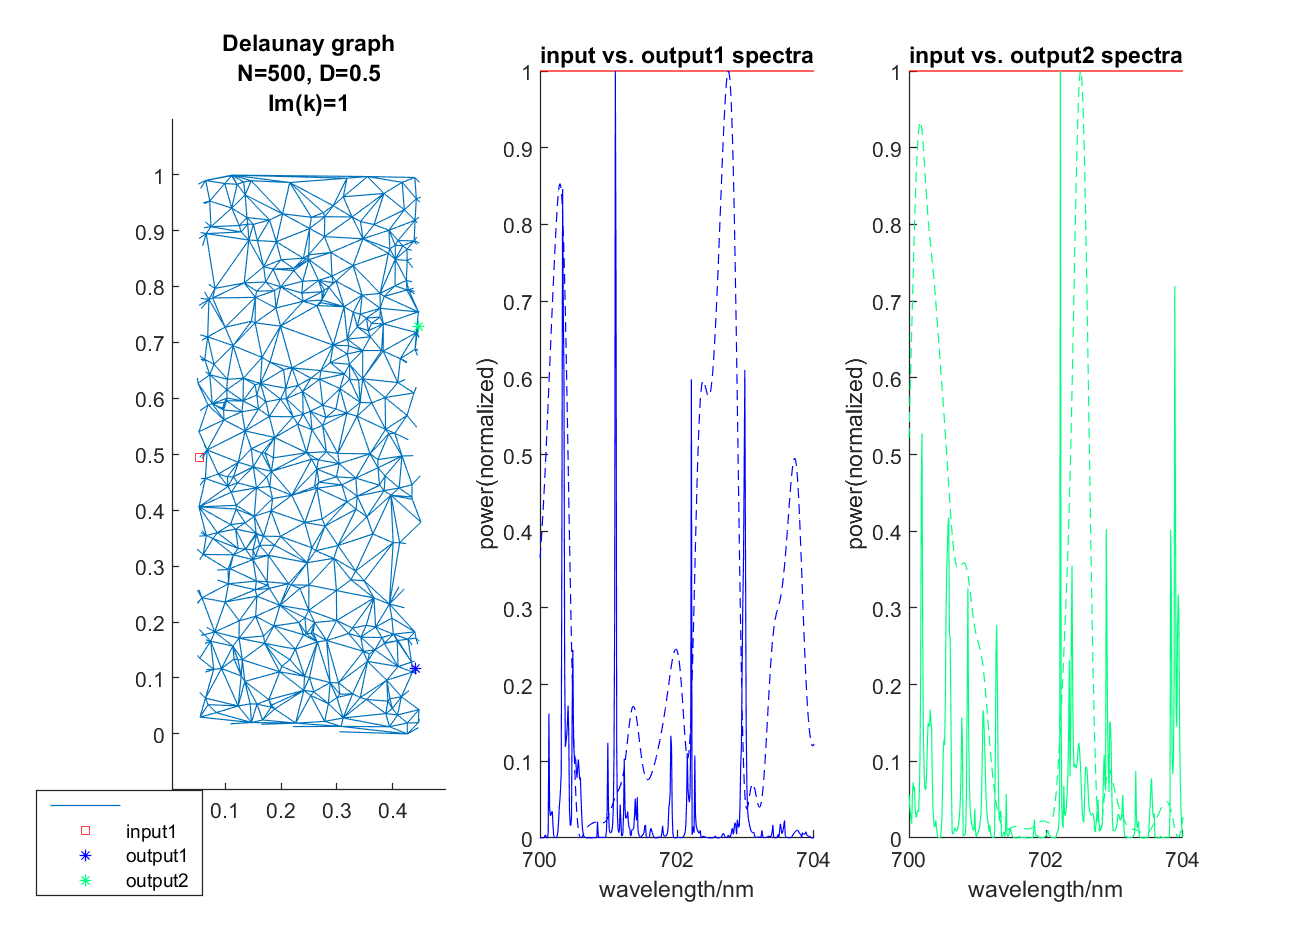 Delaunay graph
N=500, D=0.5
Im(k)=1
1
0.9
0.8
0.7
0.6
0.5
0.4
0.3
0.2
0.1
0
0.1 0.2 0.3 0.4
input1
output1
output2
input vs. output1 spectra
1
0.9
0.8
0.7
0.6
0.5
0.4
0.3
0.2
0.1
0
power(normalized)
700 702 704
wavelength/nm
input vs. output2 spectra
1
0.9
0.8
0.7
0.6
0.5
0.4
0.3
0.2
0.1
0
power(normalized)
700 702 704
wavelength/nm